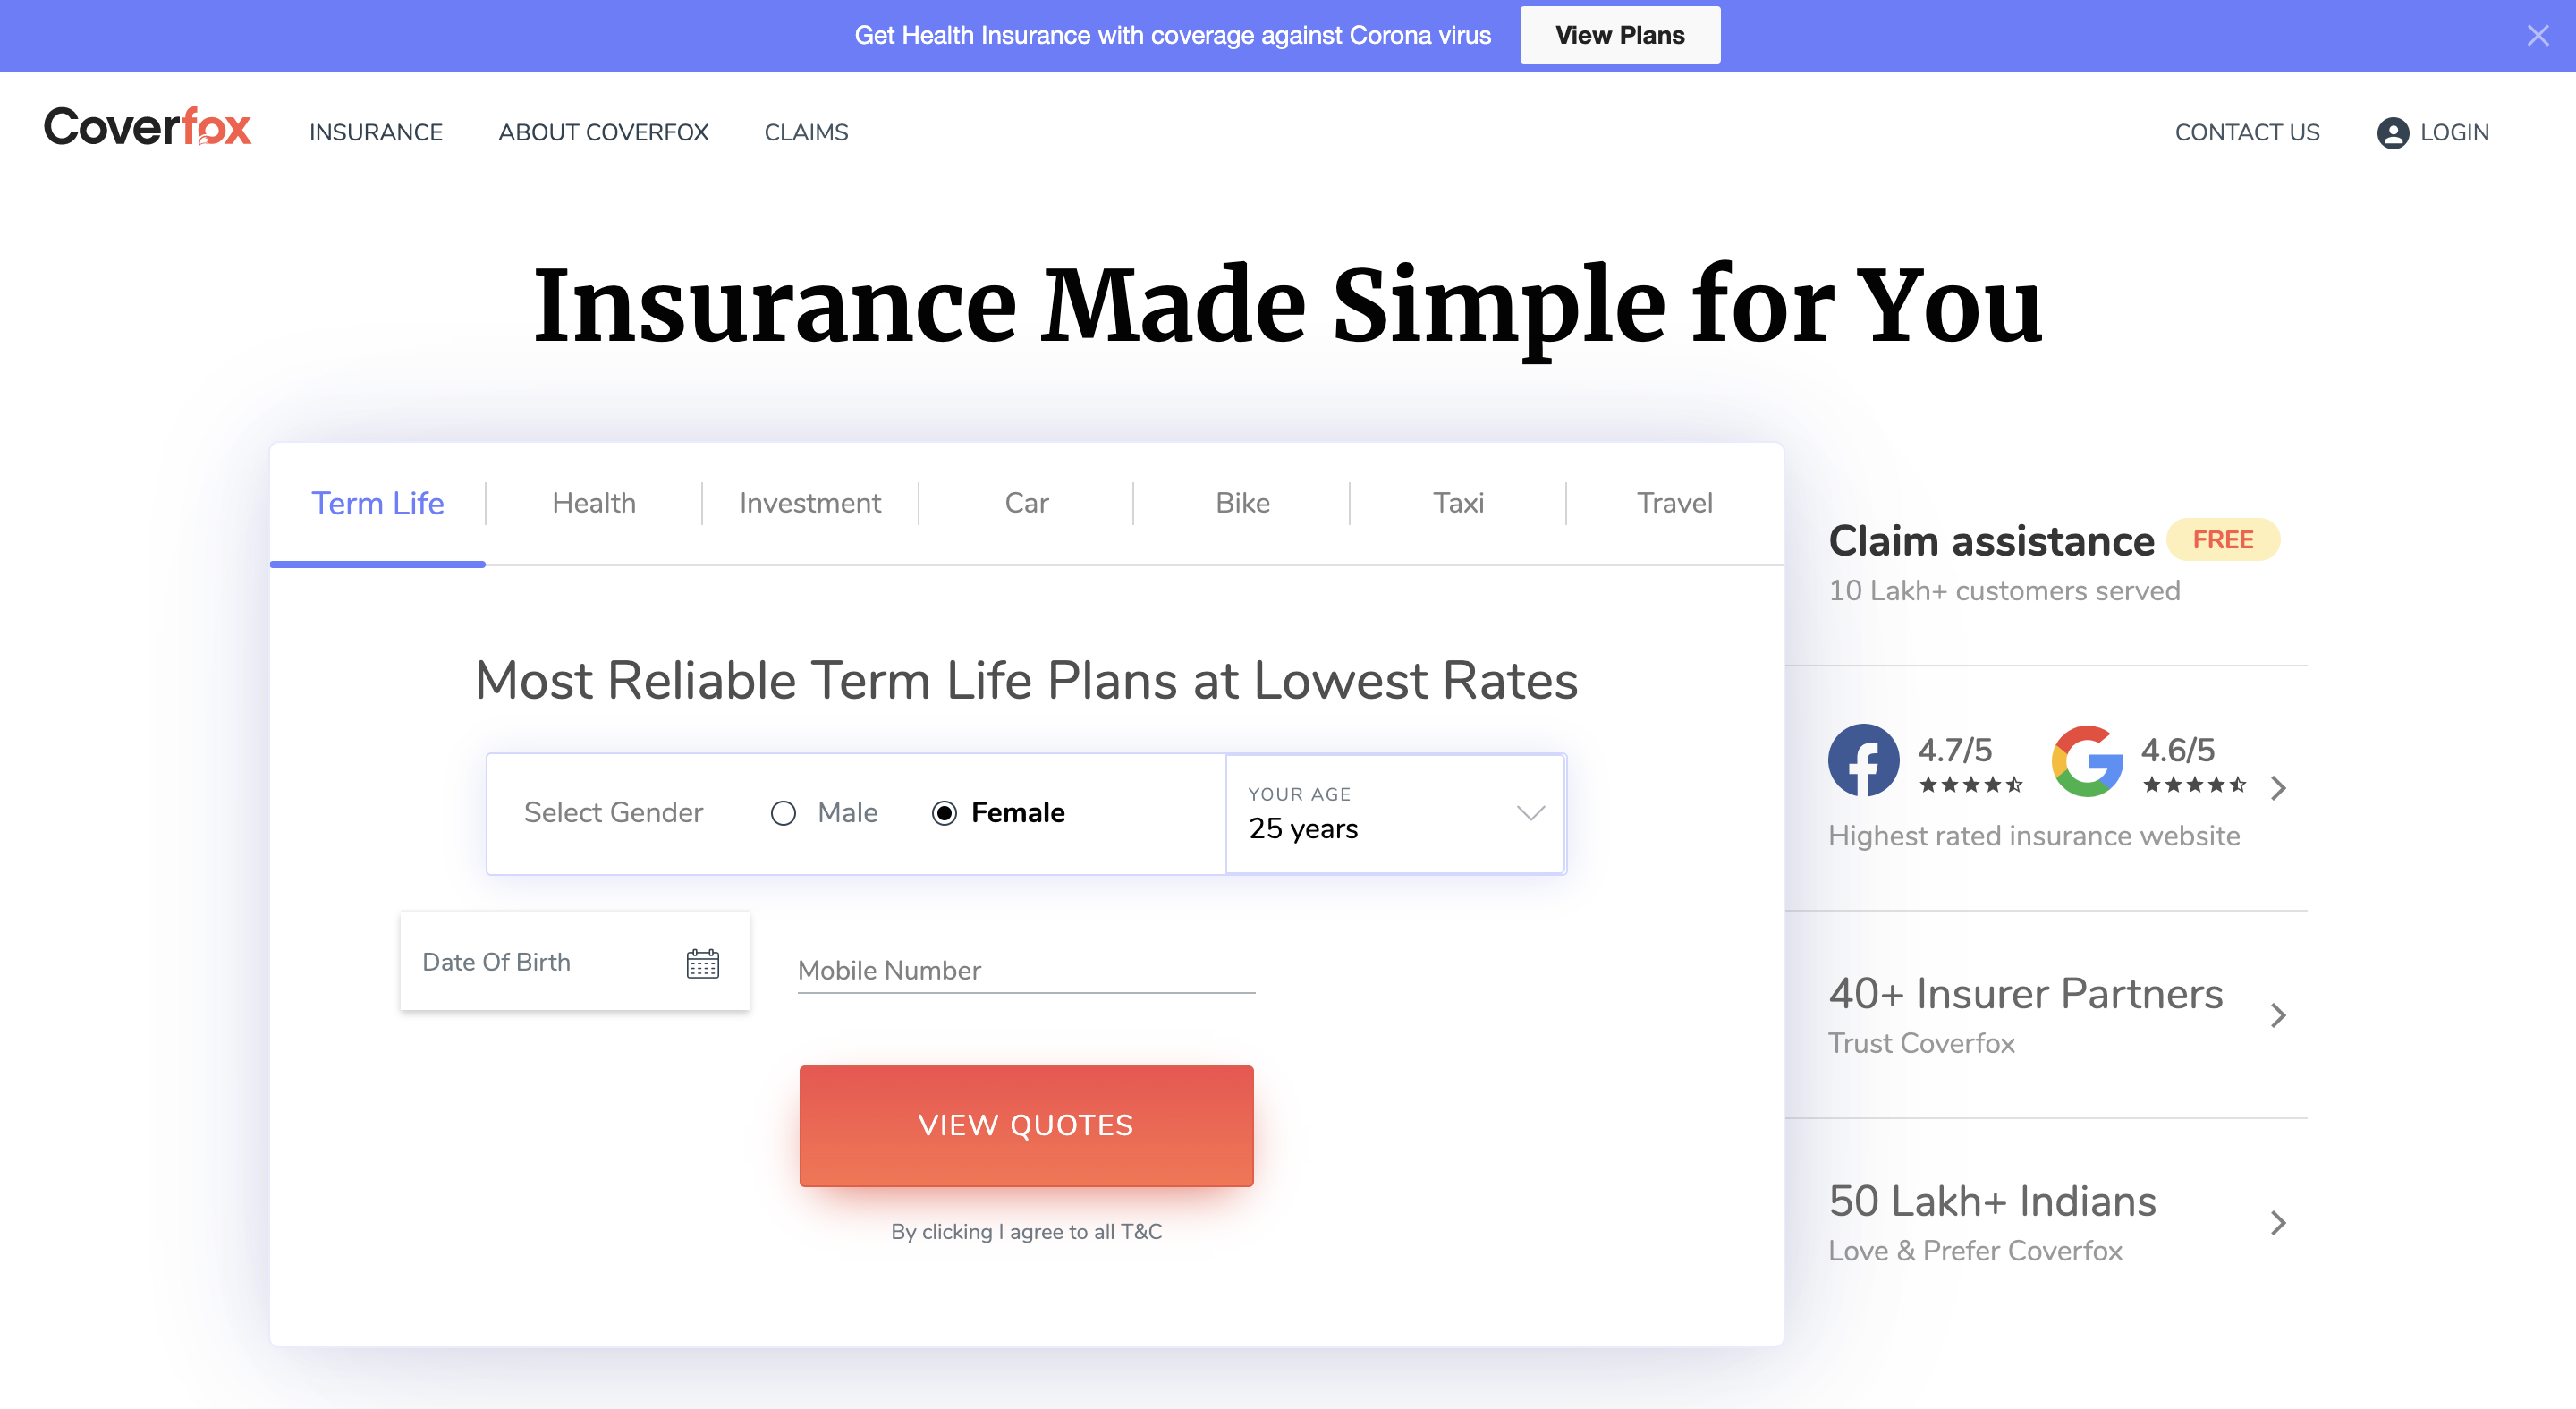 Get Health Insurance with coverage against Corona virus View Plans
Coverfox INSURANCE ABOUT COVERFOX CLAIMS CONTACT US LOGIN
Insurance Made Simple for You
Term Life Health Investment Car Bike Taxi Travel
Most Reliable Term Life Plans at Lowest Rates
Select Gender Male Female
YOUR AGE
25 years
Date Of Birth
Mobile Number
VIEW QUOTES
By clicking I agree to all T&C
Claim assistance FREE
10 Lakh+ customers served
4.7/5 4.6/5
Highest rated insurance website
40+ Insurer Partners
Trust Coverfox
50 Lakh+ Indians
Love & Prefer Coverfox